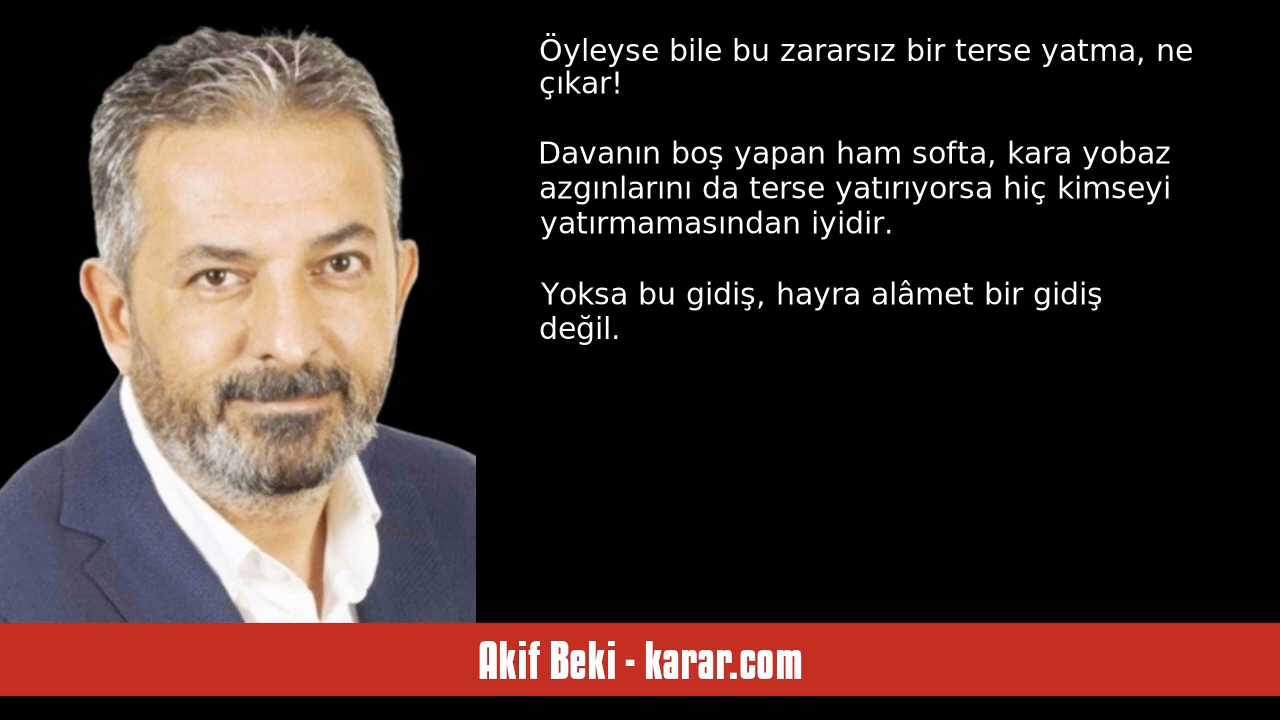 Öyleyse bile bu zararsız bir terse yatma, ne
çıkar!
Davanın boş yapan ham softa, kara yobaz
azgınlarını da terse yatırıyorsa hiç kimseyi
yatırmamasından iyidir.
Yoksa bu gidiş, hayra alâmet bir gidiş
değil.
Akif Beki - karar.com